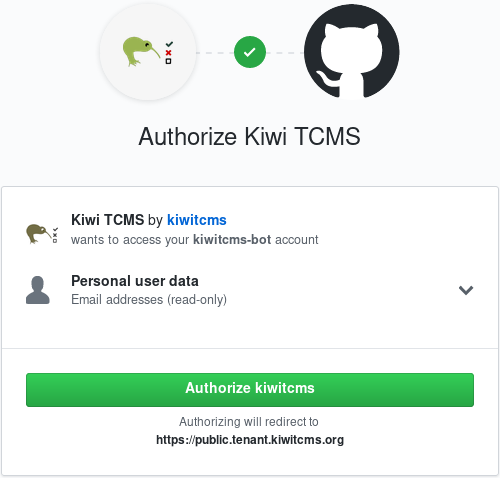 Authorize Kiwi TCMS
Kiwi TCMS by kiwitcms
wants to access your kiwitcms-bot account
Personal user data
Email addresses (read-only)
Authorize kiwitcms
Authorizing will redirect to
https://public.tenant.kiwitcms.org